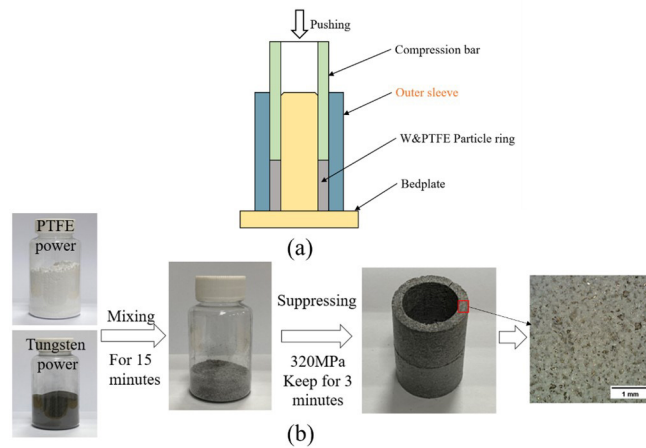 Pushing
Compression bar
Outer sleeve
W&PTFE Particle ring
Bedplate
(a)
PTFE
power
Tungsten
power
Mixing
For 15
minutes
Suppressing
320MPa
Keep for 3
minutes
1 mm
(b)